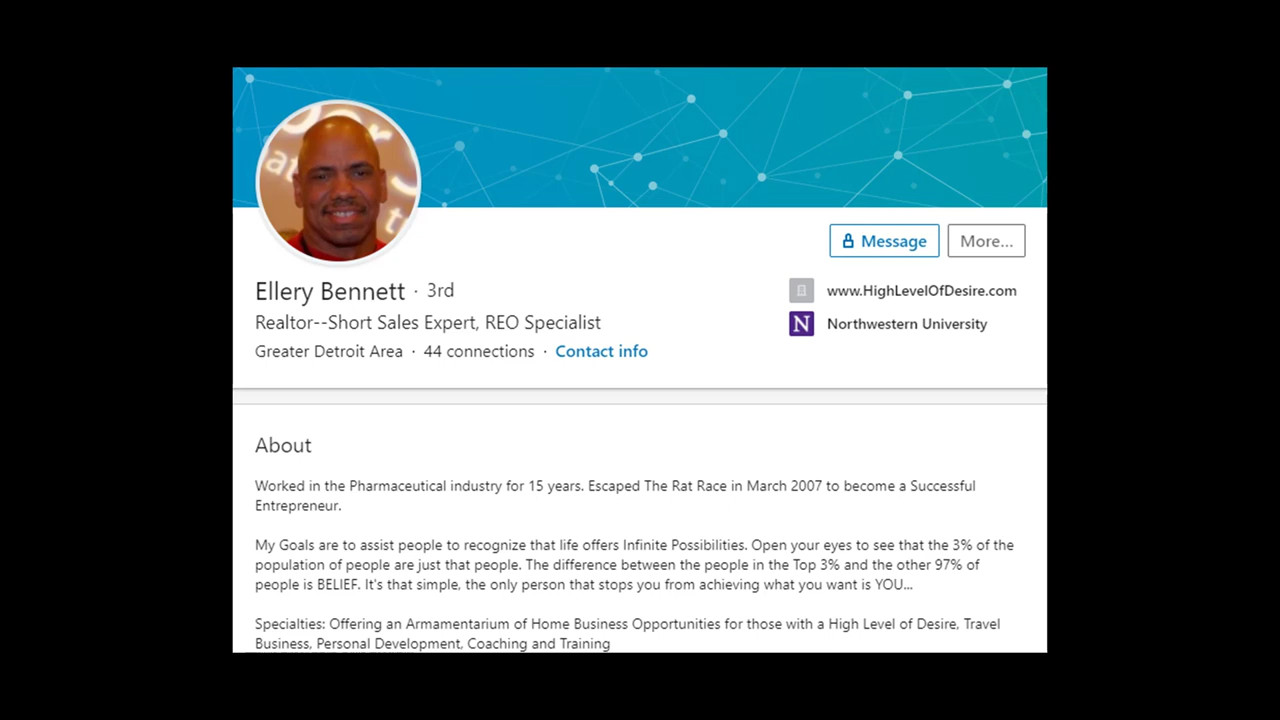 Message
More...
Ellery Bennett · 3rd
www.HighLevelOfDesire.com
Realtor--Short Sales Expert, REO Specialist
N Northwestern University
Greater Detroit Area · 44 connections · Contact info
About
Worked in the Pharmaceutical industry for 15 years. Escaped The Rat Race in March 2007 to become a Successful
Entrepreneur.
My Goals are to assist people to recognize that life offers Infinite Possibilities. Open your eyes to see that the 3% of the
population of people are just that people. The difference between the people in the Top 3% and the other 97% of
people is BELIEF. It's that simple, the only person that stops you from achieving what you want is YOU...
Specialties: Offering an Armamentarium of Home Business Opportunities for those with a High Level of Desire, Travel
Business, Personal Development, Coaching and Training